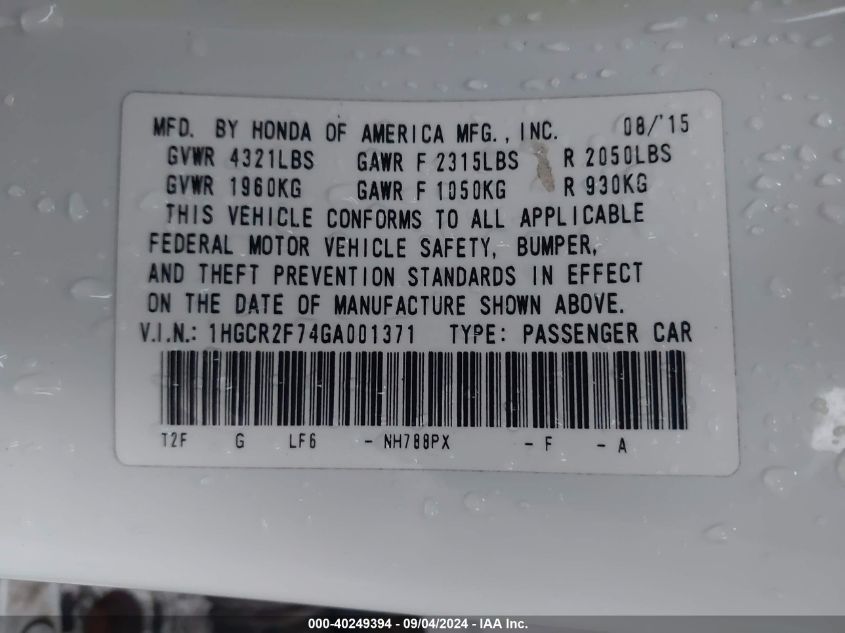 MFD. BY HONDA OF AMERICA MFG., INC. 08/'15
GVWR 4321LBS GAWR F 2315LBS R 2050LBS
GVWR 1960KG GAWR F 1050KG R 930KG
THIS VEHICLE CONFORMS TO ALL APPLICABLE
FEDERAL MOTOR VEHICLE SAFETY, BUMPER,
AND THEFT PREVENTION STANDARDS IN EFFECT
ON THE DATE OF MANUFACTURE SHOWN ABOVE.
V.I.N.: 1HGCR2F74GA001371 TYPE: PASSENGER CAR
T2F G LF6 - NH788PX - F - A
000-40249394 - 09/04/2024 - IAA Inc.